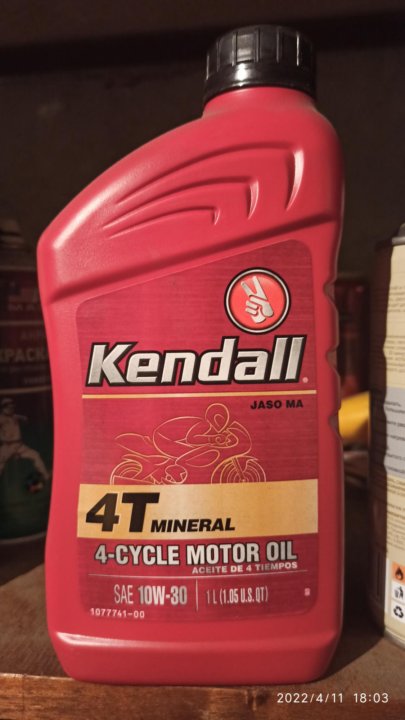 Kendall
JASO MA
4T MINERAL
4-CYCLE MOTOR OIL
ACEITE DE 4 TIEMPOS
SAE 10W-30 1 L (1.05 U.S. QT)
1077741-00
2022/4/11 18:03